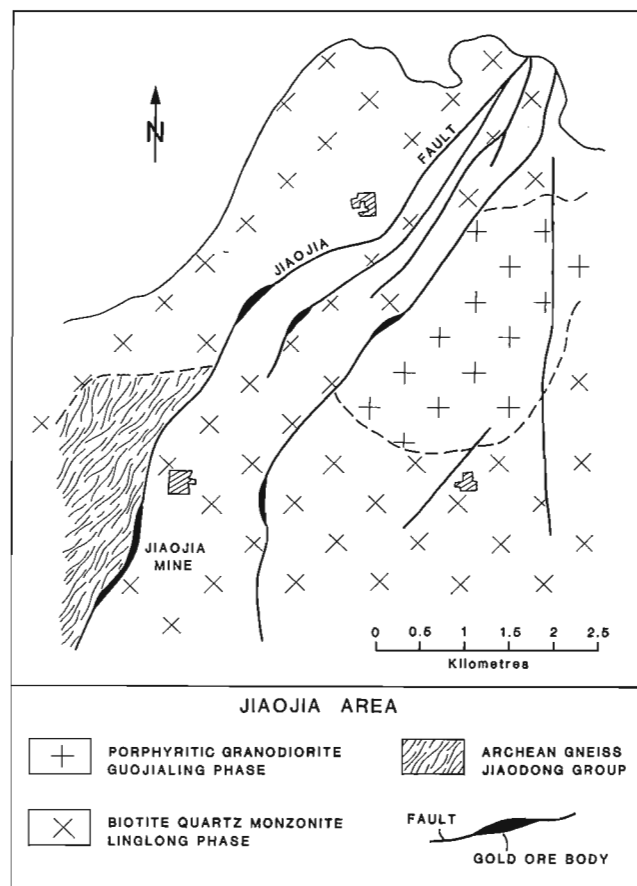 N
FAULT
JIAOJIA
JIAOJIA
MINE
0 0.5 1 1.5 2 2.5
Kilometres
JIAOJIA AREA
PORPHYRITIC GRANODIORITE
GUOJIALING PHASE
ARCHEAN GNEISS
JIAODONG GROUP
BIOTITE QUARTZ MONZONITE
LINGLONG PHASE
FAULT
GOLD ORE BODY